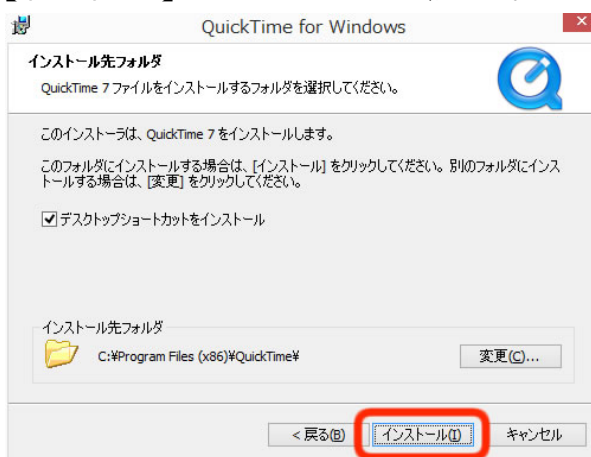 QuickTime for Windows
インストール先フォルダ
QuickTime 7 ファイルをインストールするフォルダを選択してください。
このインストーラは、QuickTime 7 をインストールします。
このフォルダにインストールする場合は、[インストール] をクリックしてください。別のフォルダにインス
トールする場合は、[変更] をクリックしてください。
デスクトップショートカットをインストール
インストール先フォルダ
C:¥Program Files (x86)¥QuickTime¥
変更(C)...
< 戻る(B)
インストール(I)
キャンセル